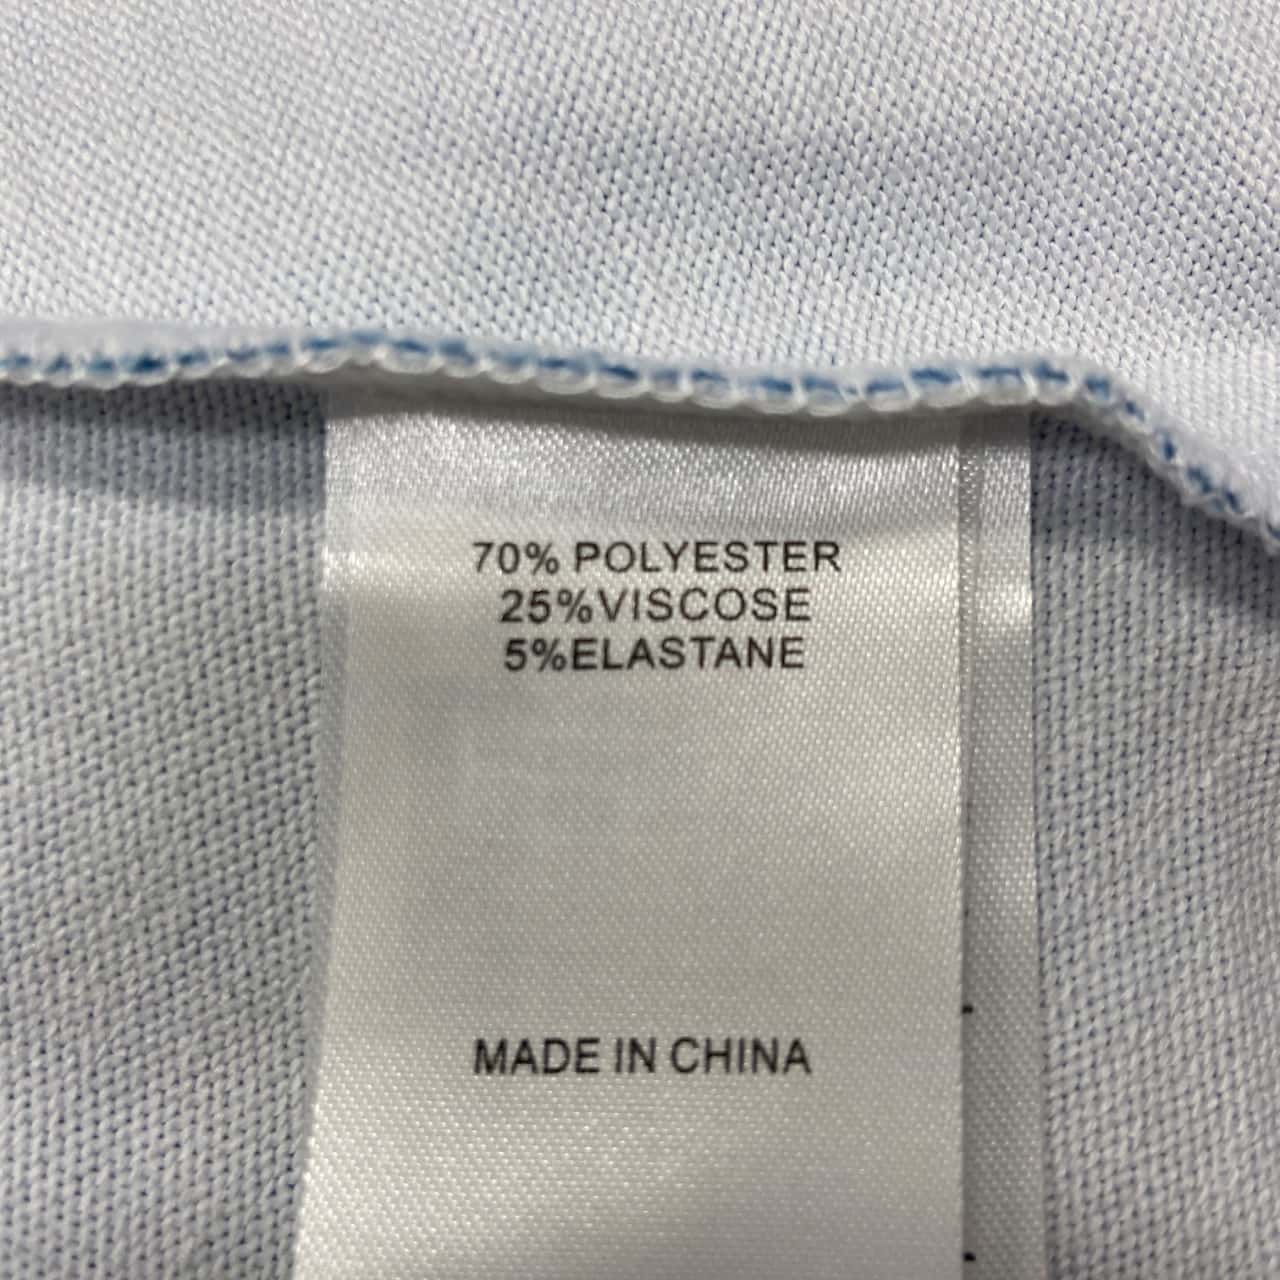 70% POLYESTER
25%VISCOSE
5%ELASTANE
MADE IN CHINA